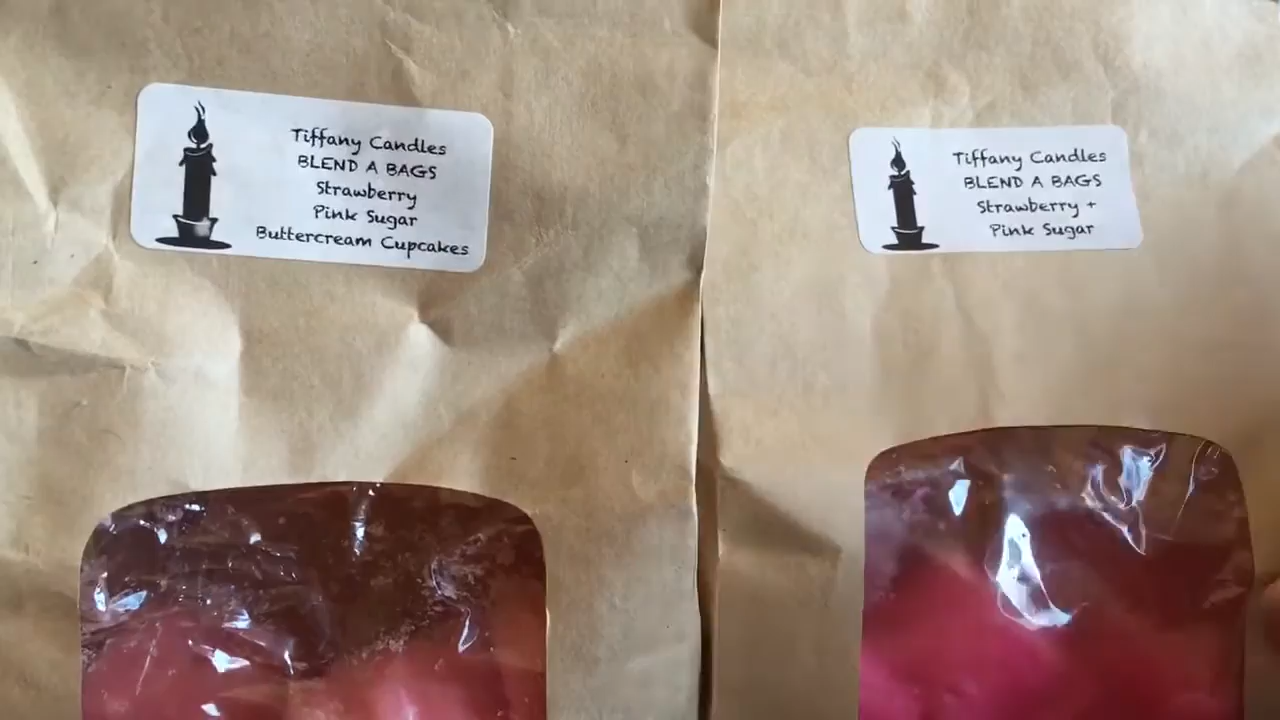 Tiffany Candles
BLEND A BAGS
Strawberry
Pink Sugar
Buttercream Cupcakes
Tiffany Candles
BLEND A BAGS
Strawberry +
Pink Sugar